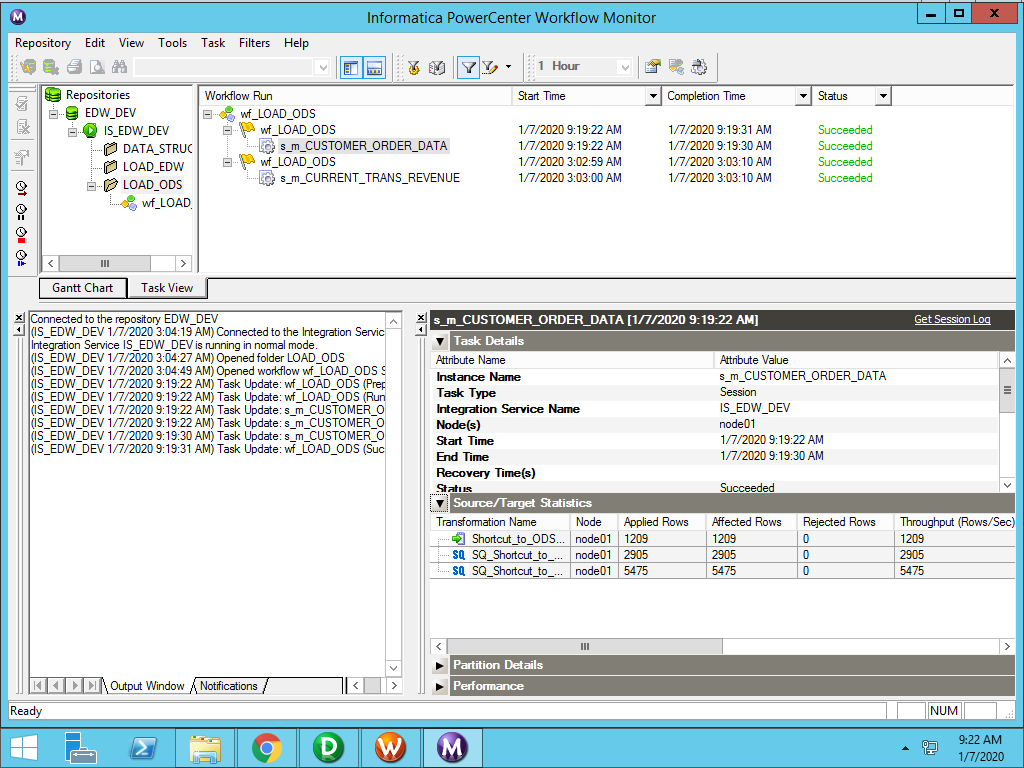 Informatica PowerCenter Workflow Monitor
Repository Edit View Tools Task Filters Help
1 Hour
Repositories
EDW_DEV
IS_EDW_DEV
DATA_STRUC
LOAD_EDW
LOAD_ODS
wf_LOAD_
Workflow Run Start Time Completion Time Status
wf_LOAD_ODS
wf_LOAD_ODS 1/7/2020 9:19:22 AM 1/7/2020 9:19:31 AM Succeeded
s_m_CUSTOMER_ORDER_DATA 1/7/2020 9:19:22 AM 1/7/2020 9:19:30 AM Succeeded
wf_LOAD_ODS 1/7/2020 3:02:59 AM 1/7/2020 3:03:10 AM Succeeded
s_m_CURRENT_TRANS_REVENUE 1/7/2020 3:03:00 AM 1/7/2020 3:03:10 AM Succeeded
Gantt Chart Task View
Connected to the repository EDW_DEV
(IS_EDW_DEV 1/7/2020 3:04:19 AM) Connected to the Integration Servic
Integration Service IS_EDW_DEV is running in normal mode.
(IS_EDW_DEV 1/7/2020 3:04:27 AM) Opened folder LOAD_ODS
(IS_EDW_DEV 1/7/2020 3:04:49 AM) Opened workflow wf_LOAD_ODS S
(IS_EDW_DEV 1/7/2020 9:19:22 AM) Task Update: wf_LOAD_ODS (Prep
(IS_EDW_DEV 1/7/2020 9:19:22 AM) Task Update: wf_LOAD_ODS (Run
(IS_EDW_DEV 1/7/2020 9:19:22 AM) Task Update: s_m_CUSTOMER_O
(IS_EDW_DEV 1/7/2020 9:19:22 AM) Task Update: s_m_CUSTOMER_O
(IS_EDW_DEV 1/7/2020 9:19:30 AM) Task Update: s_m_CUSTOMER_O
(IS_EDW_DEV 1/7/2020 9:19:31 AM) Task Update: wf_LOAD_ODS (Suc
Output Window Notifications
s_m_CUSTOMER_ORDER_DATA [1/7/2020 9:19:22 AM] Get Session Log
Task Details
Attribute Name Attribute Value
Instance Name s_m_CUSTOMER_ORDER_DATA
Task Type Session
Integration Service Name IS_EDW_DEV
Node(s) node01
Start Time 1/7/2020 9:19:22 AM
End Time 1/7/2020 9:19:30 AM
Recovery Time(s)
Status Succeeded
Source/Target Statistics
Transformation Name Node Applied Rows Affected Rows Rejected Rows Throughput (Rows/Sec)
Shortcut_to_ODS... node01 1209 1209 0 1209
SQ SQ_Shortcut_to_... node01 2905 2905 0 2905
SQ SQ_Shortcut_to_... node01 5475 5475 0 5475
Partition Details
Performance
Ready NUM
9:22 AM
1/7/2020